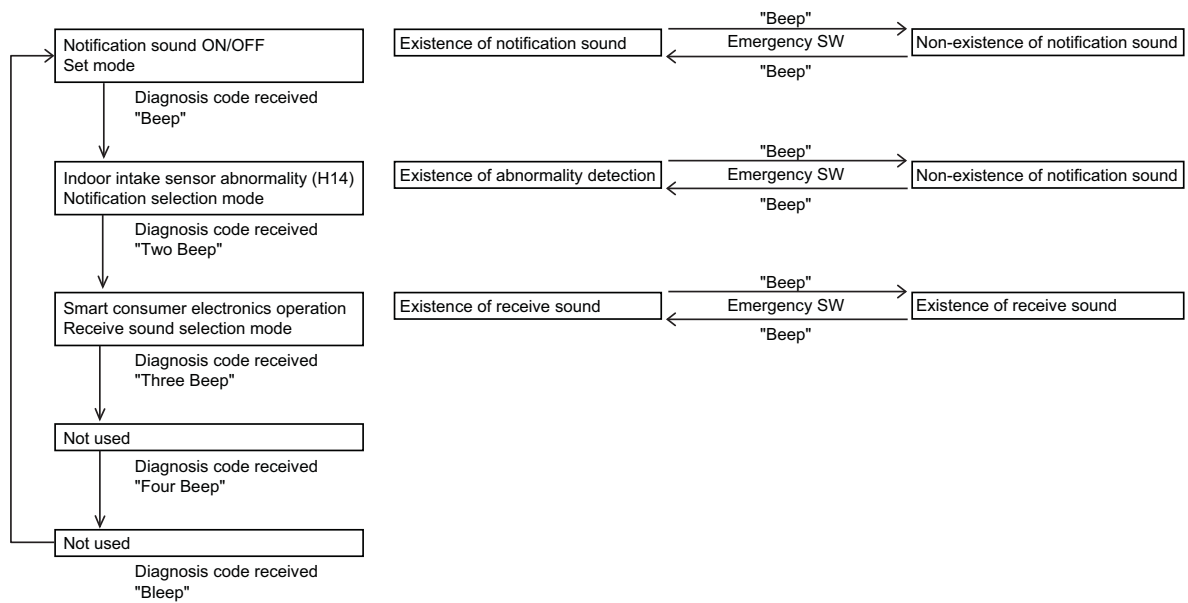 Notification sound ON/OFF
Set mode
Existence of notification sound
"Beep"
Emergency SW
"Beep"
Non-existence of notification sound
Diagnosis code received
"Beep"
Indoor intake sensor abnormality (H14)
Notification selection mode
Existence of abnormality detection
"Beep"
Emergency SW
"Beep"
Non-existence of notification sound
Diagnosis code received
"Two Beep"
Smart consumer electronics operation
Receive sound selection mode
Existence of receive sound
"Beep"
Emergency SW
"Beep"
Existence of receive sound
Diagnosis code received
"Three Beep"
Not used
Diagnosis code received
"Four Beep"
Not used
Diagnosis code received
"Bleep"